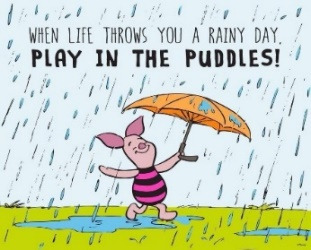 WHEN LIFE THROWS YOU A RAINY DAY,
PLAY IN THE PUDDLES!